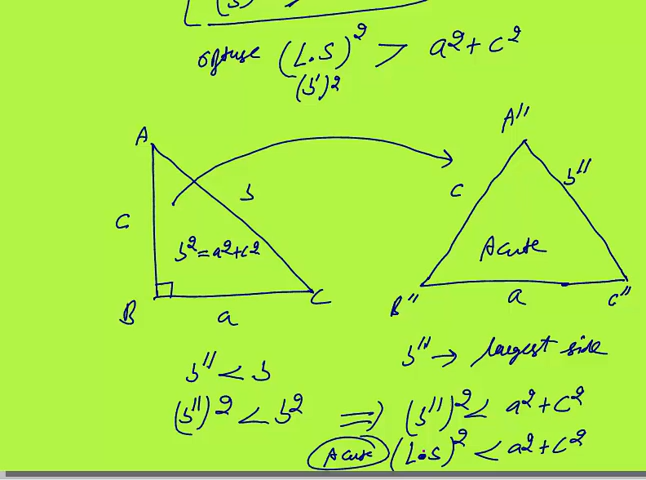 obtuse (L.S)² > a² + c²
(b')²
A
c
b
b² = a² + c²
B
a
C
A''
c
b''
Acute
B''
a
C''
b'' → largest side
b'' < b
(b'')² < b² ⇒ (b'')² < a² + c²
Acute (L.S)² < a² + c²